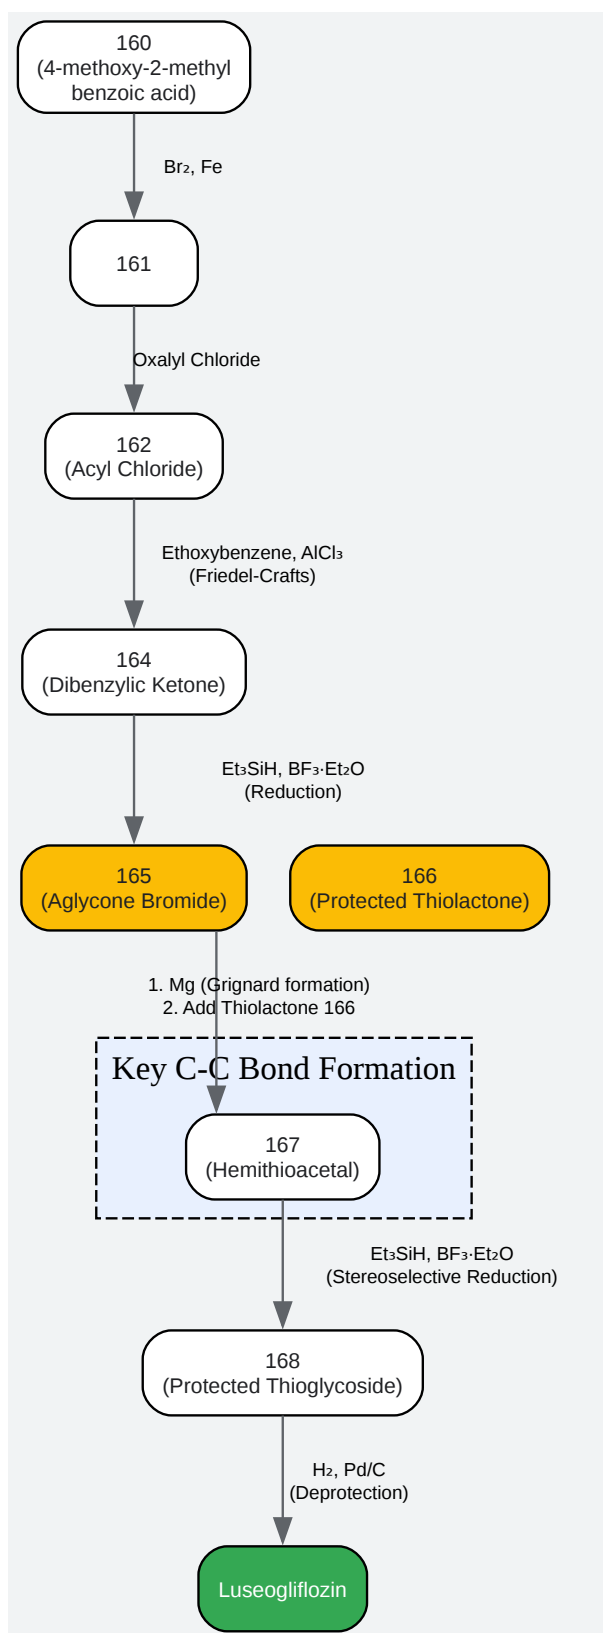 160
(4-methoxy-2-methyl
benzoic acid)
Br₂, Fe
161
Oxalyl Chloride
162
(Acyl Chloride)
Ethoxybenzene, AlCl₃
(Friedel-Crafts)
164
(Dibenzylic Ketone)
Et₃SiH, BF₃·Et₂O
(Reduction)
165
(Aglycone Bromide)
166
(Protected Thiolactone)
1. Mg (Grignard formation)
2. Add Thiolactone 166
Key C-C Bond Formation
167
(Hemithioacetal)
Et₃SiH, BF₃·Et₂O
(Stereoselective Reduction)
168
(Protected Thioglycoside)
H₂, Pd/C
(Deprotection)
Luseogliflozin